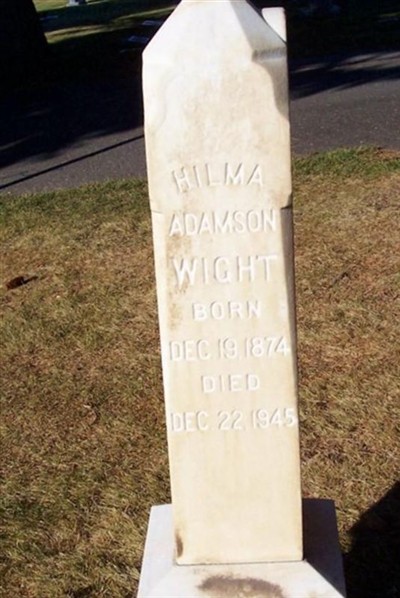 HILMA
ADAMSON
WIGHT
BORN
DEC 19.1874
DIED
DEC 22.1945